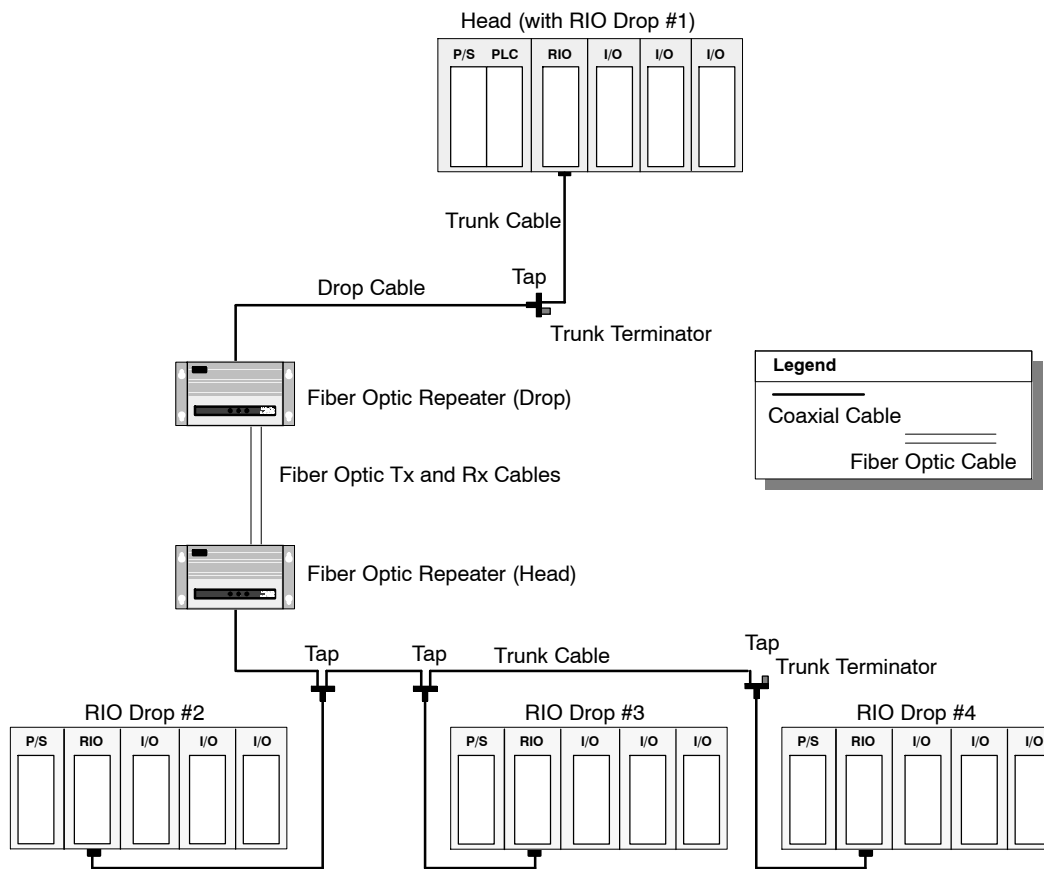 Head (with RIO Drop #1)
P/S PLC RIO I/O I/O I/O
Trunk Cable
Tap
Drop Cable
Trunk Terminator
Legend
Coaxial Cable
Fiber Optic Cable
Fiber Optic Repeater (Drop)
Fiber Optic Tx and Rx Cables
Fiber Optic Repeater (Head)
Tap Tap Trunk Cable Tap
Trunk Terminator
RIO Drop #2 RIO Drop #3 RIO Drop #4
P/S RIO I/O I/O I/O P/S RIO I/O I/O I/O P/S RIO I/O I/O I/O